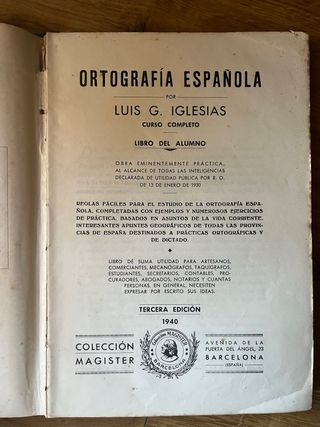 ORTOGRAFÍA ESPAÑOLA
POR
LUIS G. IGLESIAS
CURSO COMPLETO
LIBRO DEL ALUMNO
OBRA EMINENTEMENTE PRÁCTICA,
AL ALCANCE DE TODAS LAS INTELIGENCIAS
DECLARADA DE UTILIDAD PÚBLICA POR R. O.
DE 13 DE ENERO DE 1930
REGLAS FÁCILES PARA EL ESTUDIO DE LA ORTOGRAFÍA ESPA-
ÑOLA, COMPLETADAS CON EJEMPLOS Y NUMEROSOS EJERCICIOS
DE PRÁCTICA, BASADOS EN ASUNTOS DE LA VIDA CORRIENTE.
INTERESANTES APUNTES GEOGRÁFICOS DE TODAS LAS PROVIN-
CIAS DE ESPAÑA DESTINADOS A PRÁCTICAS ORTOGRÁFICAS Y
DE DICTADO.
LIBRO DE SUMA UTILIDAD PARA ARTESANOS,
COMERCIANTES, MECANÓGRAFOS, TAQUÍGRAFOS,
ESTUDIANTES, SECRETARIOS, CONTABLES, PRO-
CURADORES, ABOGADOS, NOTARIOS Y CUANTAS
PERSONAS, EN GENERAL, NECESITEN
EXPRESAR POR ESCRITO SUS IDEAS.
TERCERA EDICIÓN
1940
COLECCIÓN
MAGISTER
COLECCIÓN MAGISTER
BARCELONA
AVENIDA DE LA
PUERTA DEL ÁNGEL, 23
BARCELONA
(ESPAÑA)